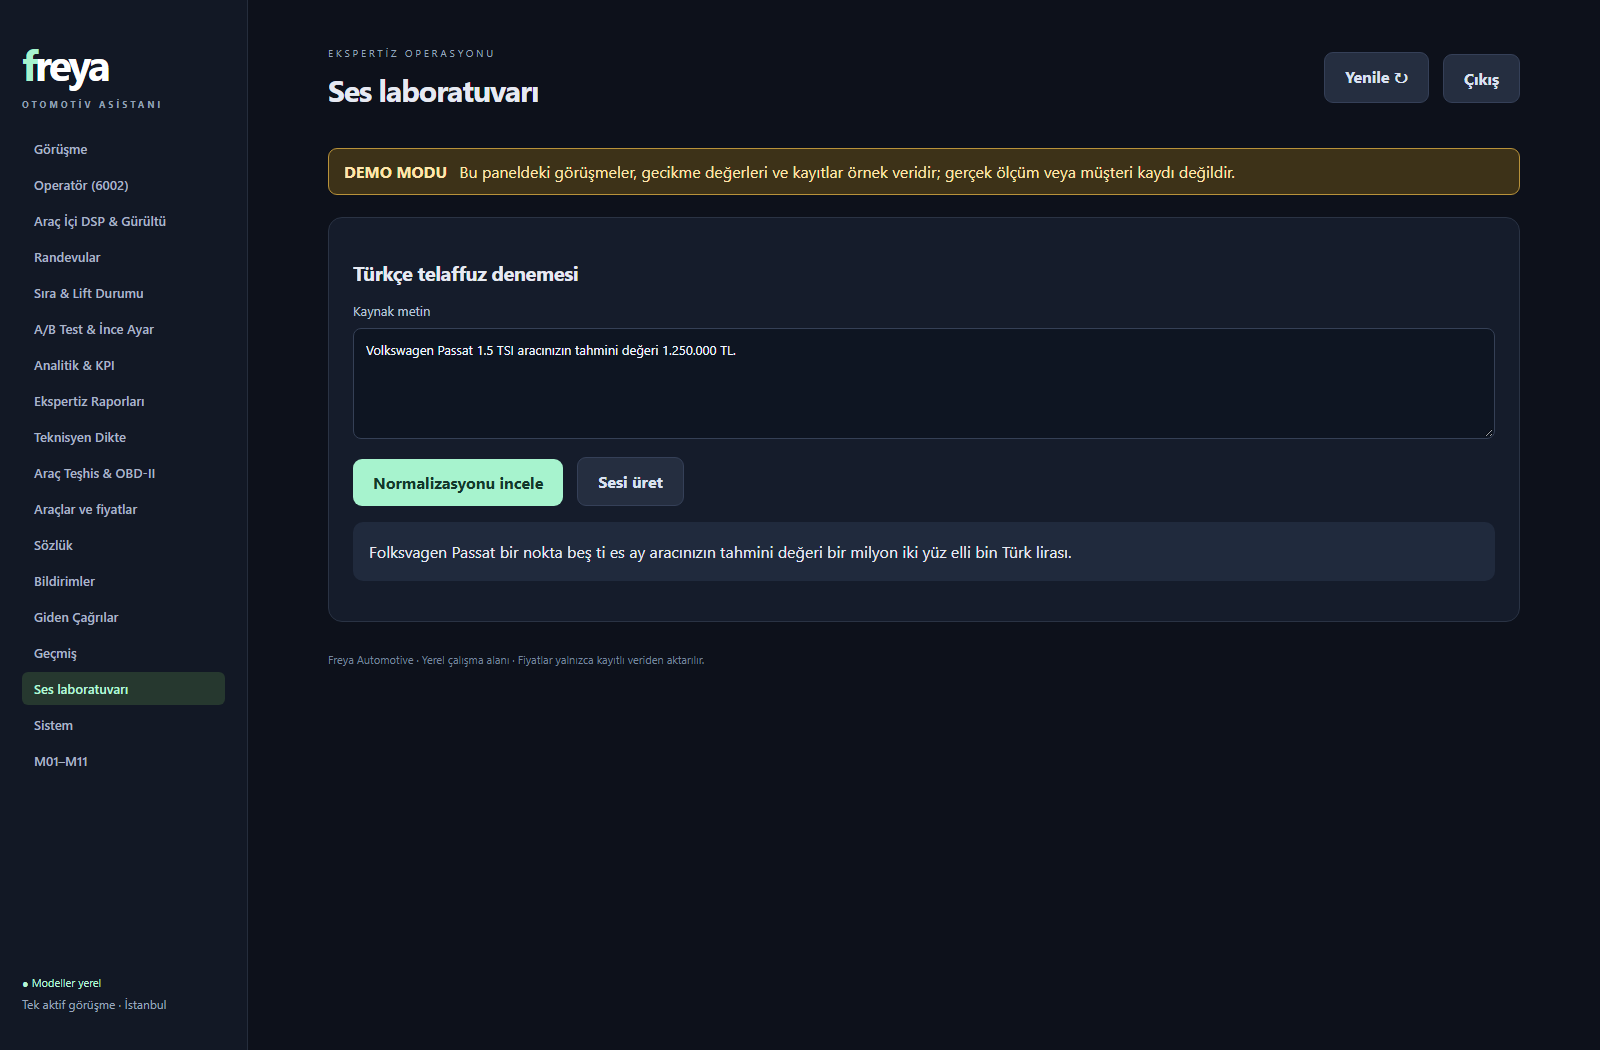 freya
OTOMOTİV ASİSTANI
Görüşme
Operatör (6002)
Araç İçi DSP & Gürültü
Randevular
Sıra & Lift Durumu
A/B Test & İnce Ayar
Analitik & KPI
Ekspertiz Raporları
Teknisyen Dikte
Araç Teşhis & OBD-II
Araçlar ve fiyatlar
Sözlük
Bildirimler
Giden Çağrılar
Geçmiş
Ses laboratuvarı
Sistem
M01–M11
● Modeller yerel
Tek aktif görüşme · İstanbul
EKSPERTİZ OPERASYONU
Ses laboratuvarı
Yenile ↻
Çıkış
DEMO MODU Bu paneldeki görüşmeler, gecikme değerleri ve kayıtlar örnek veridir; gerçek ölçüm veya müşteri kaydı değildir.
Türkçe telaffuz denemesi
Kaynak metin
Volkswagen Passat 1.5 TSI aracınızın tahmini değeri 1.250.000 TL.
Normalizasyonu incele
Sesi üret
Folksvagen Passat bir nokta beş ti es ay aracınızın tahmini değeri bir milyon iki yüz elli bin Türk lirası.
Freya Automotive · Yerel çalışma alanı · Fiyatlar yalnızca kayıtlı veriden aktarılır.